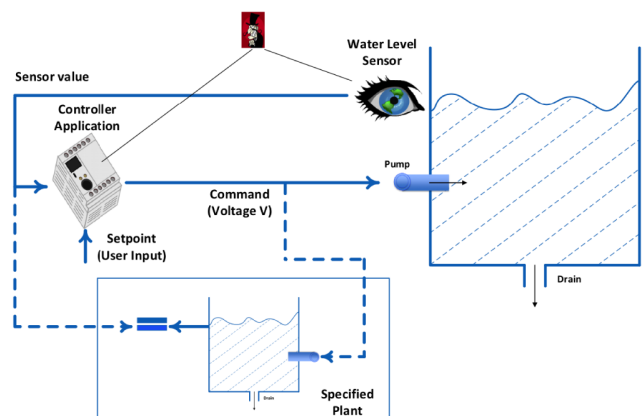 Water Level
Sensor
Sensor value
Controller
Application
Pump
Command
(Voltage V)
Setpoint
(User Input)
Drain
Drain
Specified
Plant